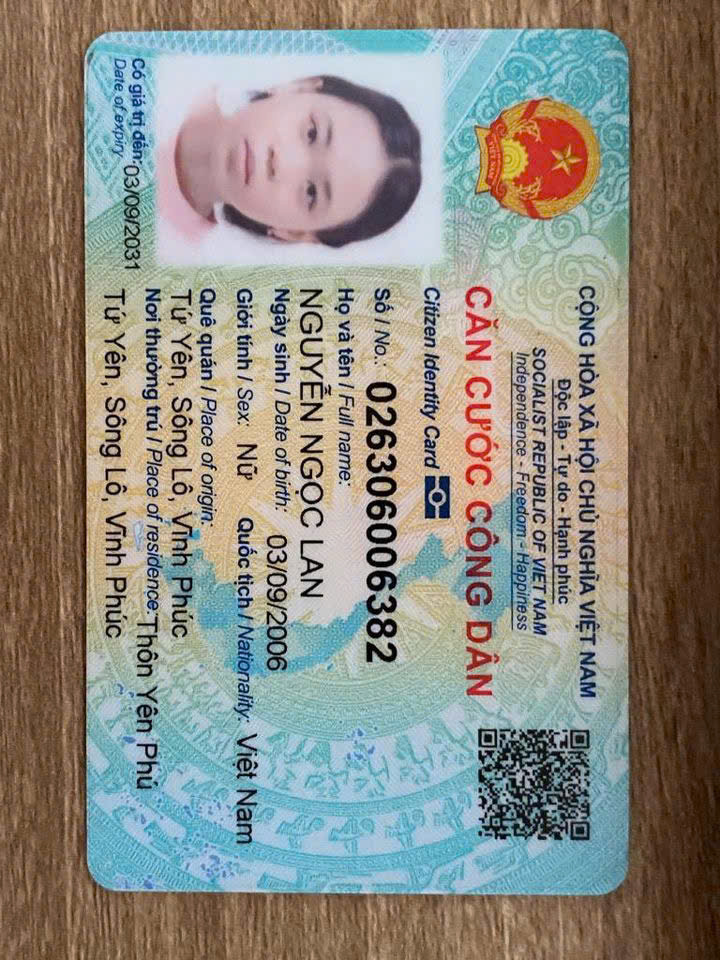 CỘNG HÒA XÃ HỘI CHỦ NGHĨA VIỆT NAM
Độc lập - Tự do - Hạnh phúc
SOCIALIST REPUBLIC OF VIET NAM
Independence - Freedom - Happiness
CĂN CƯỚC CÔNG DÂN
Citizen Identity Card
Số / No.: 026306006382
Họ và tên / Full name:
NGUYỄN NGỌC LAN
Ngày sinh / Date of birth: 03/09/2006
Giới tính / Sex: Nữ Quốc tịch / Nationality: Việt Nam
Quê quán / Place of origin:
Tứ Yên, Sông Lô, Vĩnh Phúc
Nơi thường trú / Place of residence: Thôn Yên Phú
Tứ Yên, Sông Lô, Vĩnh Phúc
Có giá trị đến: 03/09/2031
Date of expiry
VIỆT NAM